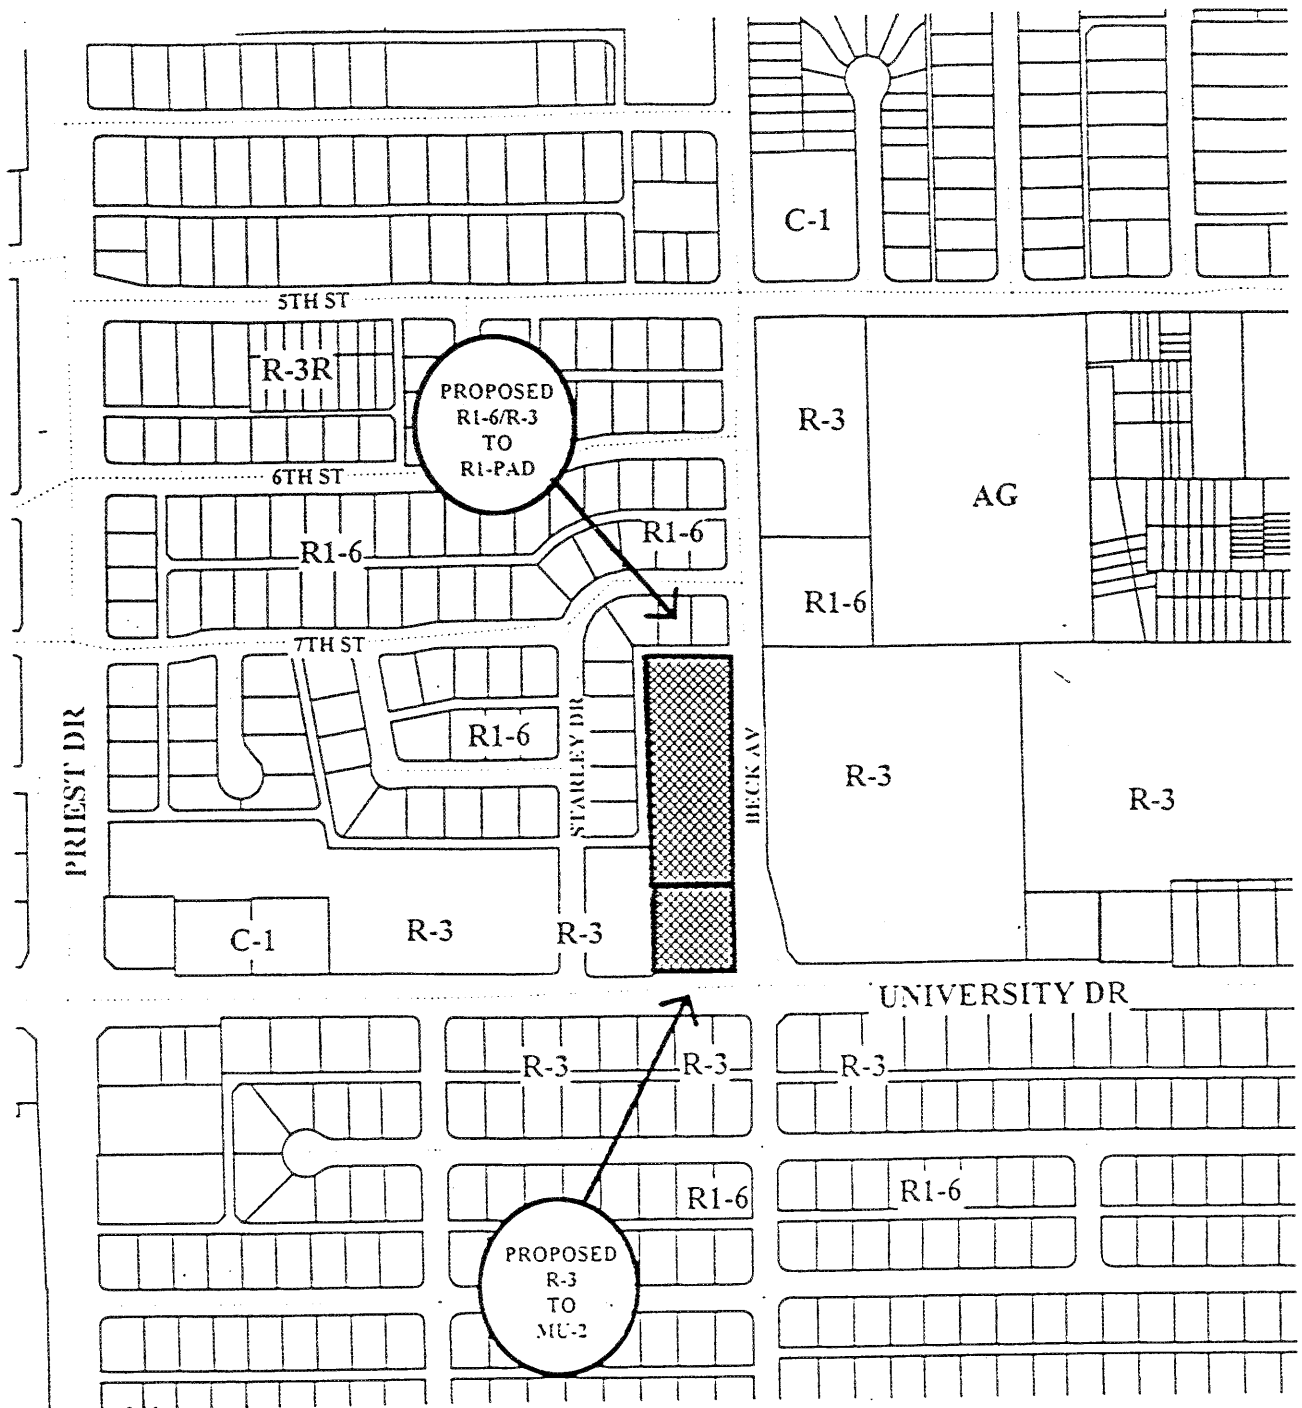 C-1
5TH ST
R-3R
PROPOSED
R1-6/R-3
TO
R1-PAD
R-3
6TH ST
AG
R1-6
R1-6
R1-6
7TH ST
PRIEST DR
R1-6
STARLEY DR
BECK AV
R-3
R-3
C-1
R-3
R-3
UNIVERSITY DR
R-3
R-3
R-3
R1-6
R1-6
PROPOSED
R-3
TO
MU-2